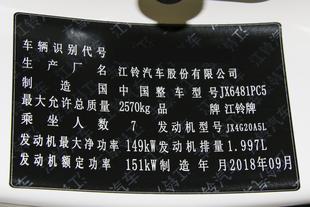 车辆识别代号
生产厂名 江铃汽车股份有限公司
制造国 中国 整车型号 JX6481PC5
最大允许总质量 2570kg 品牌 江铃牌
乘坐人数 7 发动机型号 JX4G20A5L
发动机最大净功率 149kW 发动机排量 1.997L
发动机额定功率 151kW 制造年月 2018年09月